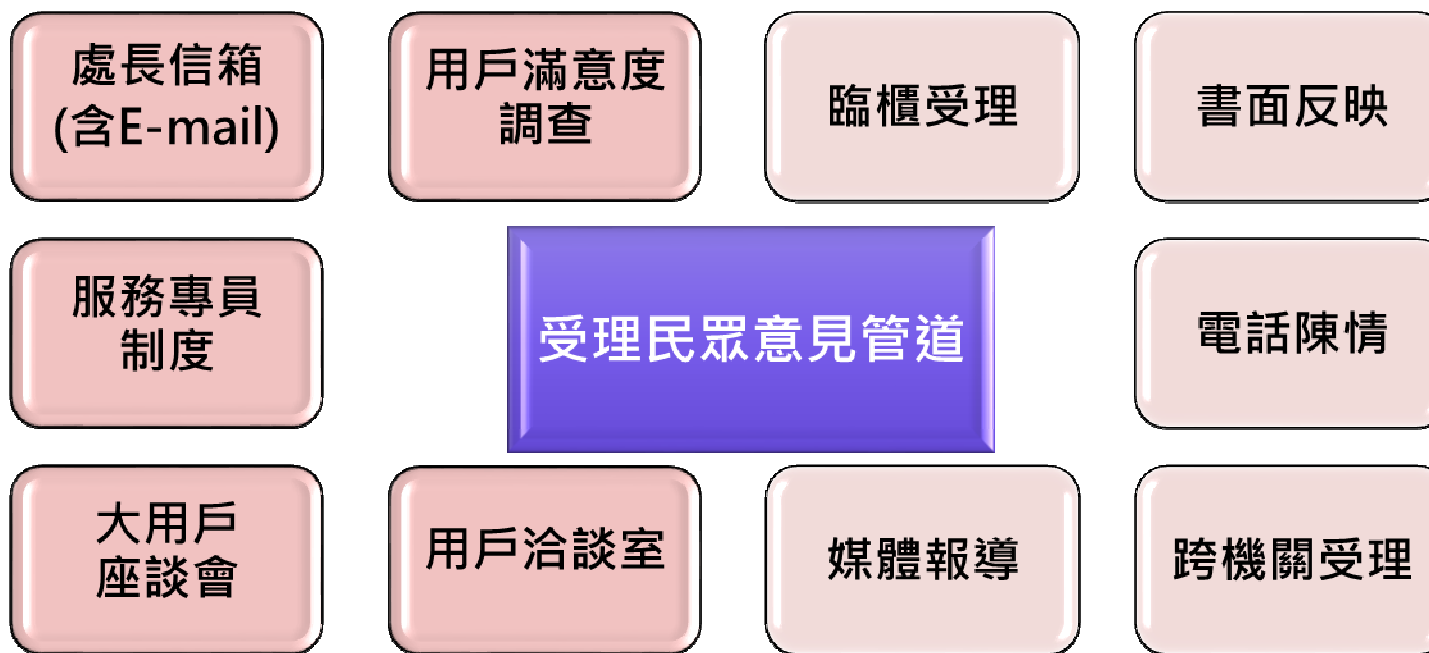 處長信箱
(含E-mail)
用戶滿意度
調查
臨櫃受理
書面反映
服務專員
制度
受理民眾意見管道
電話陳情
大用戶
座談會
用戶洽談室
媒體報導
跨機關受理